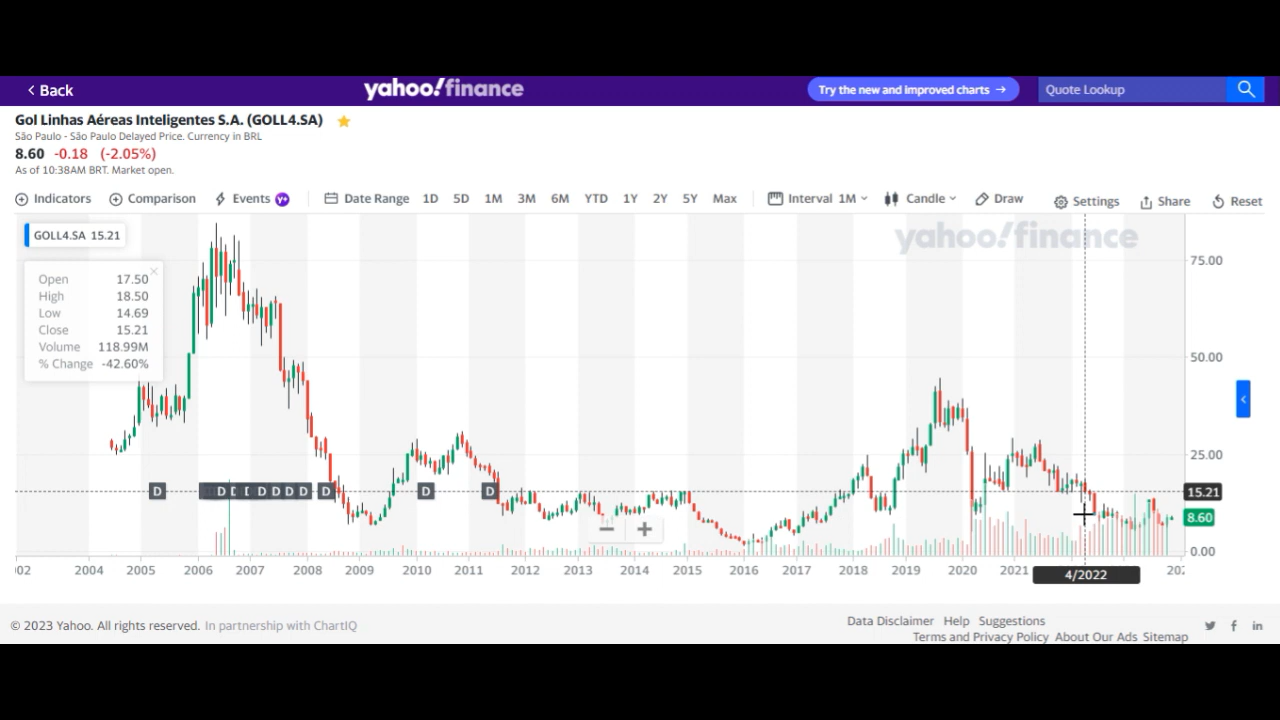 Back
yahoo!finance
Try the new and improved charts →
Quote Lookup
Gol Linhas Aéreas Inteligentes S.A. (GOLL4.SA)
São Paulo - São Paulo Delayed Price. Currency in BRL
8.60 -0.18 (-2.05%)
As of 10:38AM BRT. Market open.
Indicators Comparison Events Y+ Date Range 1D 5D 1M 3M 6M YTD 1Y 2Y 5Y Max Interval 1M Candle Draw Settings Share Reset
GOLL4.SA 15.21
yahoo!finance
Open 17.50
High 18.50
Low 14.69
Close 15.21
Volume 118.99M
% Change -42.60%
75.00
50.00
25.00
D D D D D D D D D D
15.21
8.60
0.00
02 2004 2005 2006 2007 2008 2009 2010 2011 2012 2013 2014 2015 2016 2017 2018 2019 2020 2021 202
4/2022
© 2023 Yahoo. All rights reserved. In partnership with ChartIQ
Data Disclaimer Help Suggestions
Terms and Privacy Policy About Our Ads Sitemap